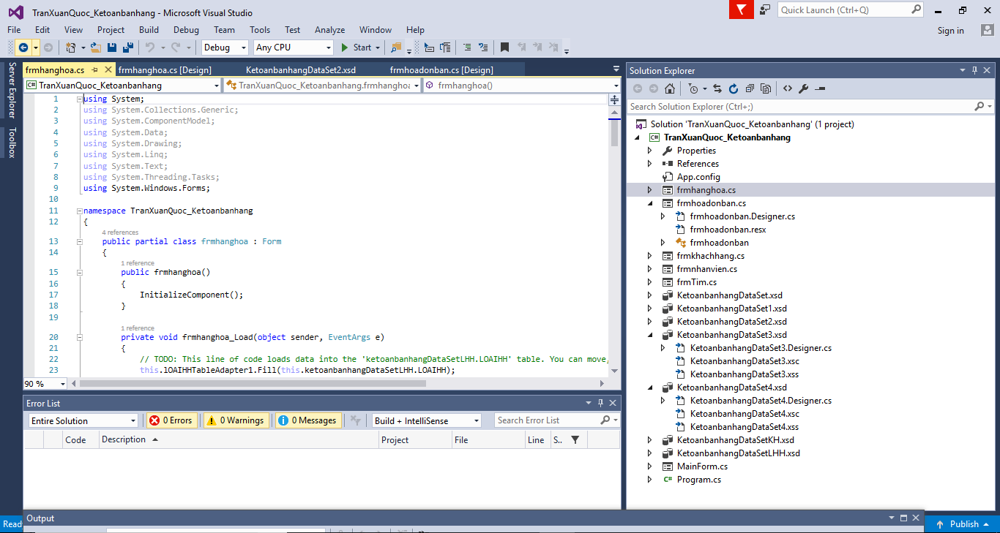 TranXuanQuoc_Ketoanbanhang - Microsoft Visual Studio
Quick Launch (Ctrl+Q)
File Edit View Project Build Debug Team Tools Test Analyze Window Help
Sign in
Debug Any CPU Start
Server Explorer
Toolbox
frmhanghoa.cs frmhanghoa.cs [Design] KetoanbanhangDataSet2.xsd frmhoadonban.cs [Design]
C# TranXuanQuoc_Ketoanbanhang TranXuanQuoc_Ketoanbanhang.frmhanghoa frmhanghoa()
1 using System;
2 using System.Collections.Generic;
3 using System.ComponentModel;
4 using System.Data;
5 using System.Drawing;
6 using System.Linq;
7 using System.Text;
8 using System.Threading.Tasks;
9 using System.Windows.Forms;
10
11 namespace TranXuanQuoc_Ketoanbanhang
12 {
4 references
13 public partial class frmhanghoa : Form
14 {
1 reference
15 public frmhanghoa()
16 {
17 InitializeComponent();
18 }
19
1 reference
20 private void frmhanghoa_Load(object sender, EventArgs e)
21 {
22 // TODO: This line of code loads data into the 'ketoanbanhangDataSetLHH.LOAIHH' table. You can move,
23 this.lOAIHHTableAdapter1.Fill(this.ketoanbanhangDataSetLHH.LOAIHH);
90 %
Error List
Entire Solution 0 Errors 0 Warnings 0 Messages Build + IntelliSense Search Error List
Code Description Project File Line S..
Output
Solution Explorer
Search Solution Explorer (Ctrl+;)
Solution 'TranXuanQuoc_Ketoanbanhang' (1 project)
C# TranXuanQuoc_Ketoanbanhang
Properties
References
App.config
frmhanghoa.cs
frmhoadonban.cs
frmhoadonban.Designer.cs
frmhoadonban.resx
frmhoadonban
frmkhachhang.cs
frmnhanvien.cs
frmTim.cs
KetoanbanhangDataSet.xsd
KetoanbanhangDataSet1.xsd
KetoanbanhangDataSet2.xsd
KetoanbanhangDataSet3.xsd
KetoanbanhangDataSet3.Designer.cs
KetoanbanhangDataSet3.xsc
KetoanbanhangDataSet3.xss
KetoanbanhangDataSet4.xsd
KetoanbanhangDataSet4.Designer.cs
KetoanbanhangDataSet4.xsc
KetoanbanhangDataSet4.xss
KetoanbanhangDataSetKH.xsd
KetoanbanhangDataSetLHH.xsd
MainForm.cs
C# Program.cs
Read
Publish